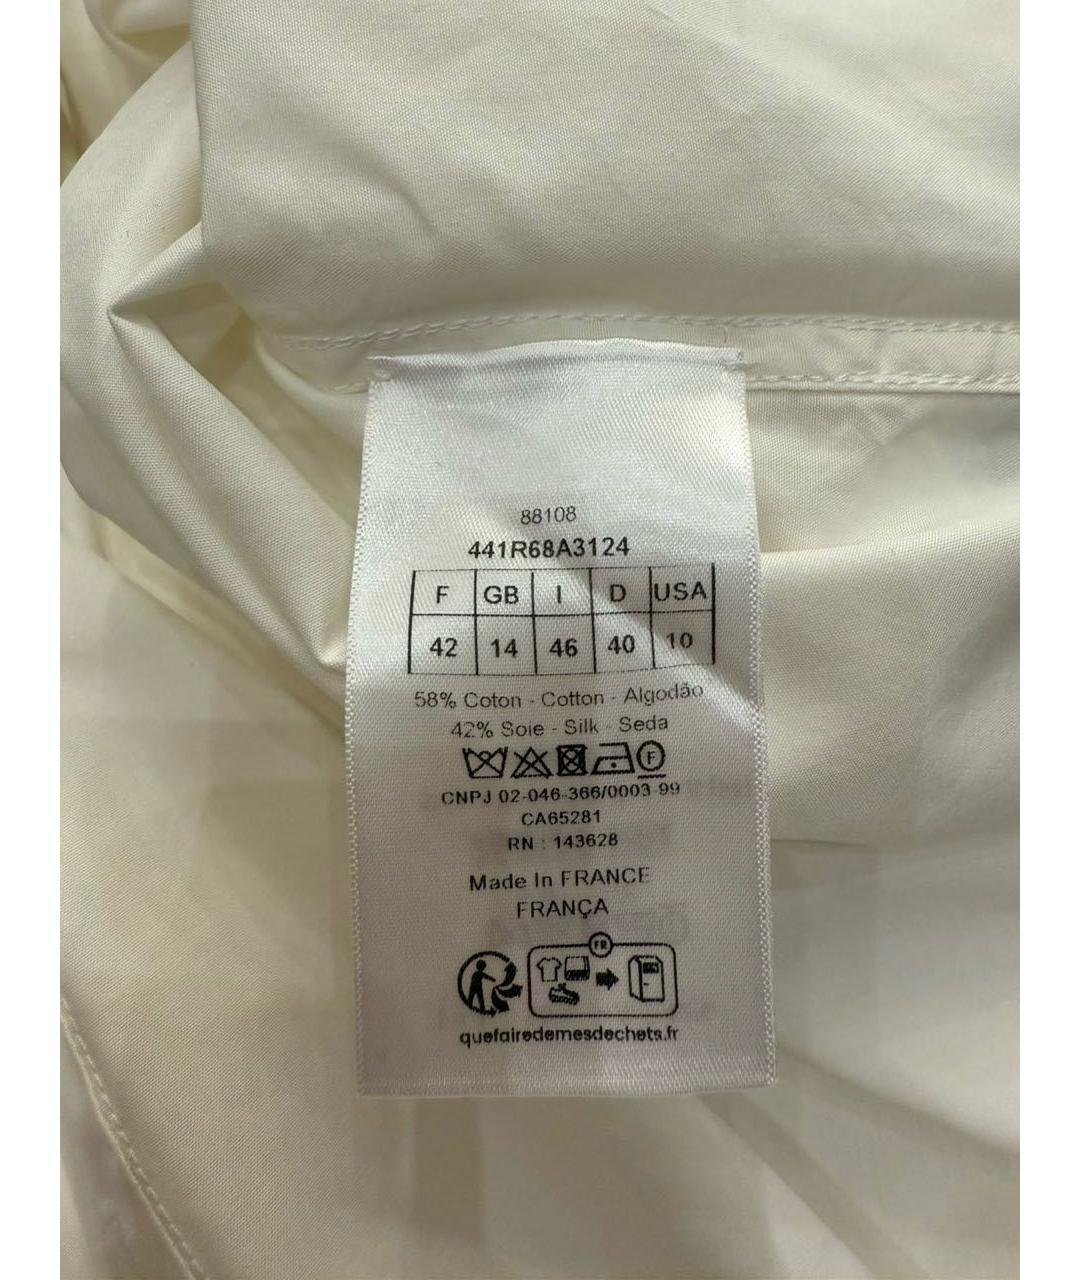 88108
441R68A3124
F GB I D USA
42 14 46 40 10
58% Coton - Cotton - Algodão
42% Soie - Silk - Seda
F
CNPJ 02-046-366/0003-99
CA65281
RN : 143628
Made In FRANCE
FRANÇA
FR
quefairedemesdechets.fr